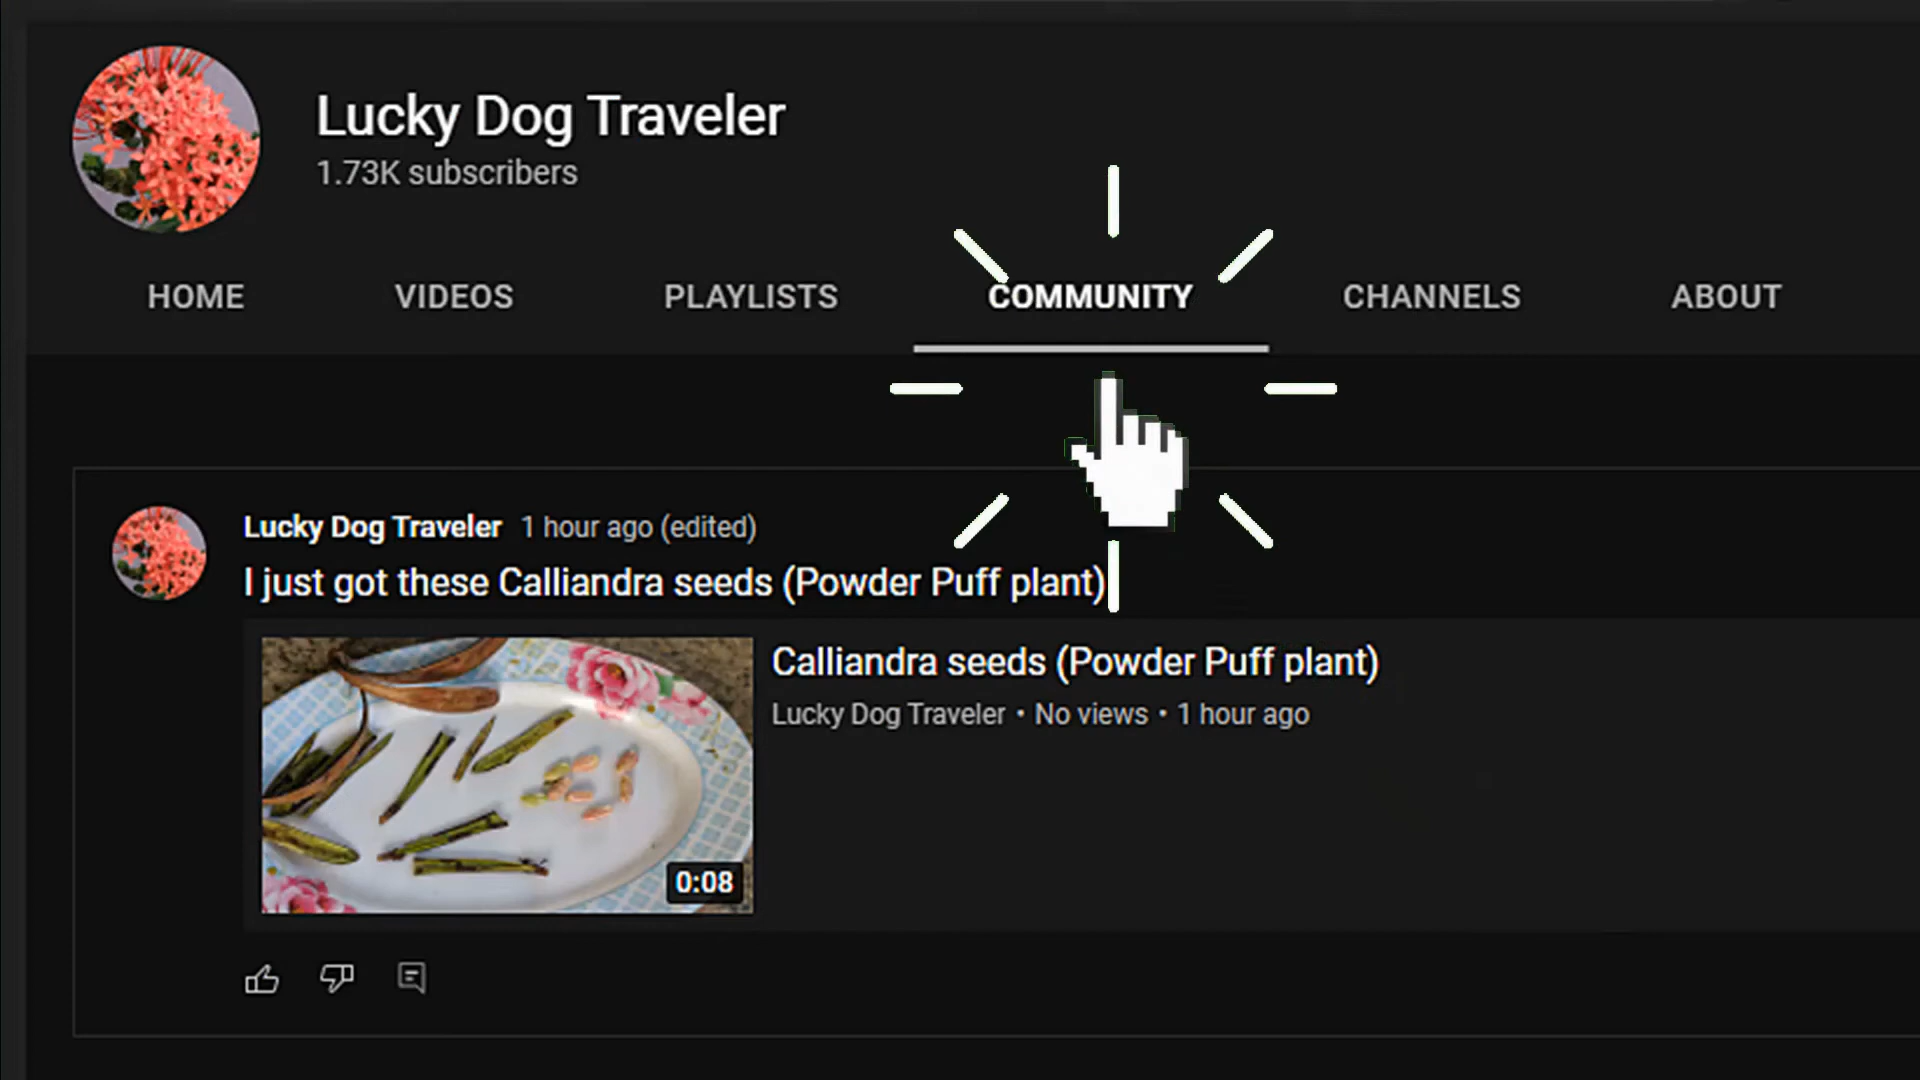 Lucky Dog Traveler
1.73K subscribers
HOME VIDEOS PLAYLISTS COMMUNITY CHANNELS ABOUT
Lucky Dog Traveler 1 hour ago (edited)
I just got these Calliandra seeds (Powder Puff plant)
Calliandra seeds (Powder Puff plant)
Lucky Dog Traveler • No views • 1 hour ago
0:08